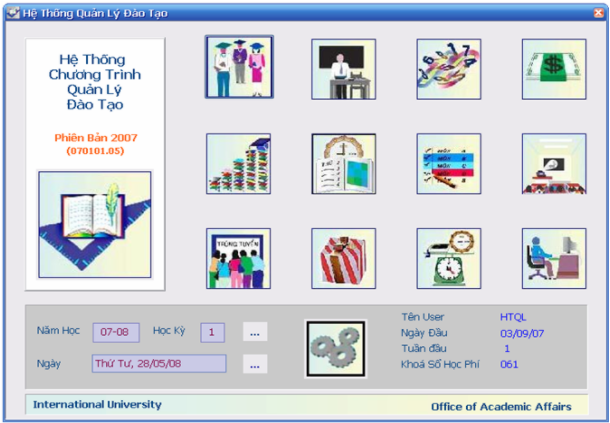 Hệ Thống Quản Lý Đào Tạo
Hệ Thống
Chương Trình
Quản Lý
Đào Tạo
Phiên Bản 2007
(070101.05)
TRÚNG TUYỂN
Năm Học 07-08 Học Kỳ 1 ...
Ngày Thứ Tư, 28/05/08 ...
Tên User HTQL
Ngày Đầu 03/09/07
Tuần đầu 1
Khoá Sổ Học Phí 061
International University
Office of Academic Affairs